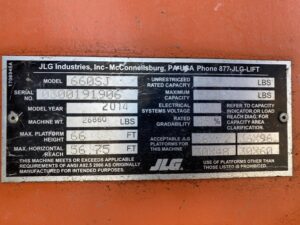 JLG Industries, Inc- McConnellsburg, PA USA Phone 877-JLG-LIFT
MODEL 660SJ
SERIAL NO 0300191906
MODEL YEAR 2014
MACHINE WT. 28860 LBS
MAX. PLATFORM HEIGHT 66 FT
MAX. HORIZONTAL REACH 56.75 FT
THIS MACHINE MEETS OR EXCEEDS APPLICABLE
REQUIREMENTS OF ANSI A92.5 2006 AS ORIGINALLY
MANUFACTURED FOR INTENDED PURPOSES.
UNRESTRICTED RATED CAPACITY LBS
MAXIMUM CAPACITY LBS
ELECTRICAL SYSTEMS VOLTAGE
RATED GRADEABILITY %
REFER TO CAPACITY
INDICATOR OR LOAD
READ DIAG. FOR
CAPACITY AREA
CLARIFICATION.
ACCEPTABLE
PLATFORMS FOR
THIS MACHINE
30X60
JLG
USE OF PLATFORMS OTHER THAN
THOSE LISTED IS PROHIBITED.